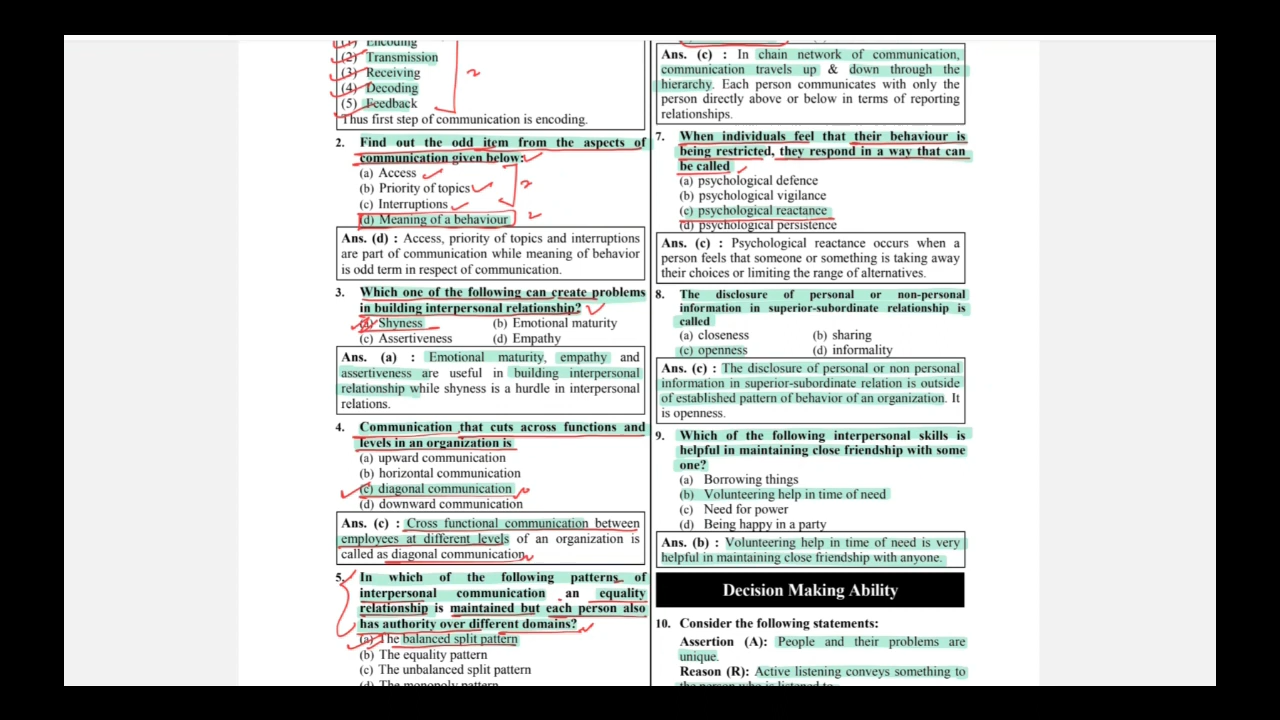 (1) Encoding
(2) Transmission
(3) Receiving
(4) Decoding
(5) Feedback
Thus first step of communication is encoding.
2. Find out the odd item from the aspects of
communication given below:
(a) Access
(b) Priority of topics
(c) Interruptions
(d) Meaning of a behaviour
Ans. (d) : Access, priority of topics and interruptions
are part of communication while meaning of behavior
is odd term in respect of communication.
3. Which one of the following can create problems
in building interpersonal relationship?
(a) Shyness (b) Emotional maturity
(c) Assertiveness (d) Empathy
Ans. (a) : Emotional maturity, empathy and
assertiveness are useful in building interpersonal
relationship while shyness is a hurdle in interpersonal
relations.
4. Communication that cuts across functions and
levels in an organization is
(a) upward communication
(b) horizontal communication
(c) diagonal communication
(d) downward communication
Ans. (c) : Cross functional communication between
employees at different levels of an organization is
called as diagonal communication
5. In which of the following patterns of
interpersonal communication an equality
relationship is maintained but each person also
has authority over different domains?
(a) The balanced split pattern
(b) The equality pattern
(c) The unbalanced split pattern
(d) The monopoly pattern
Ans. (c) : In chain network of communication,
communication travels up & down through the
hierarchy. Each person communicates with only the
person directly above or below in terms of reporting
relationships.
7. When individuals feel that their behaviour is
being restricted, they respond in a way that can
be called
(a) psychological defence
(b) psychological vigilance
(c) psychological reactance
(d) psychological persistence
Ans. (c) : Psychological reactance occurs when a
person feels that someone or something is taking away
their choices or limiting the range of alternatives.
8. The disclosure of personal or non-personal
information in superior-subordinate relationship is
called
(a) closeness (b) sharing
(c) openness (d) informality
Ans. (c) : The disclosure of personal or non personal
information in superior-subordinate relation is outside
of established pattern of behavior of an organization. It
is openness.
9. Which of the following interpersonal skills is
helpful in maintaining close friendship with some
one?
(a) Borrowing things
(b) Volunteering help in time of need
(c) Need for power
(d) Being happy in a party
Ans. (b) : Volunteering help in time of need is very
helpful in maintaining close friendship with anyone.
Decision Making Ability
10. Consider the following statements:
Assertion (A): People and their problems are
unique.
Reason (R): Active listening conveys something to
the person who is listened to.